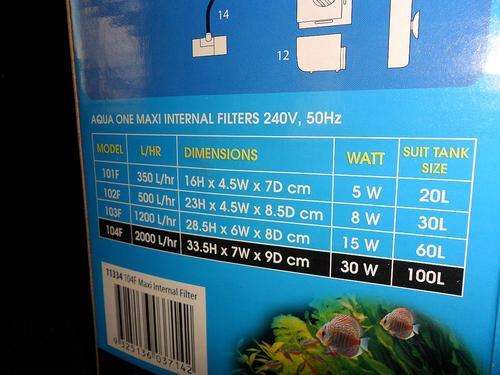 14
12
AQUA ONE MAXI INTERNAL FILTERS 240V, 50Hz
MODEL L/HR DIMENSIONS WATT SUIT TANK SIZE
101F 350 L/hr 16H x 4.5W x 7D cm 5 W 20L
102F 500 L/hr 23H x 4.5W x 8.5D cm 8 W 30L
103F 1200 L/hr 28.5H x 6W x 8D cm 15 W 60L
104F 2000 L/hr 33.5H x 7W x 9D cm 30 W 100L
11334 104F Maxi Internal Filter
9 325136 037142